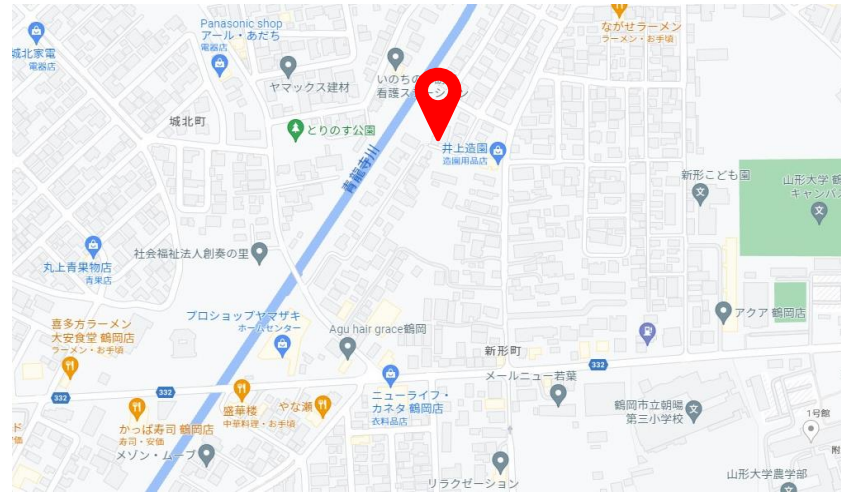 Panasonic shop
アール・あだち
電器店
ながせラーメン
ラーメン・お手頃
城北家電
電器店
ヤマックス建材
いのちの
看護ステーション
城北町
とりのす公園
井上造園
造園用品店
青龍寺川
新形こども園
山形大学 鶴
キャンパス
社会福祉法人創奏の里
丸上青果物店
青果店
プロショップヤマザキ
ホームセンター
アクア 鶴岡店
喜多方ラーメン
大安食堂 鶴岡店
ラーメン・お手頃
Agu hair grace鶴岡
新形町
332
メールニュー若葉
332
ニューライフ・
カネタ 鶴岡店
衣料品店
盛華楼
中華料理・お手頃
やな瀬
鶴岡市立朝暘
第三小学校
1号館
ド
価
かっぱ寿司 鶴岡店
寿司・安価
メゾン・ムーブ
附
リラクゼーション
山形大学農学部